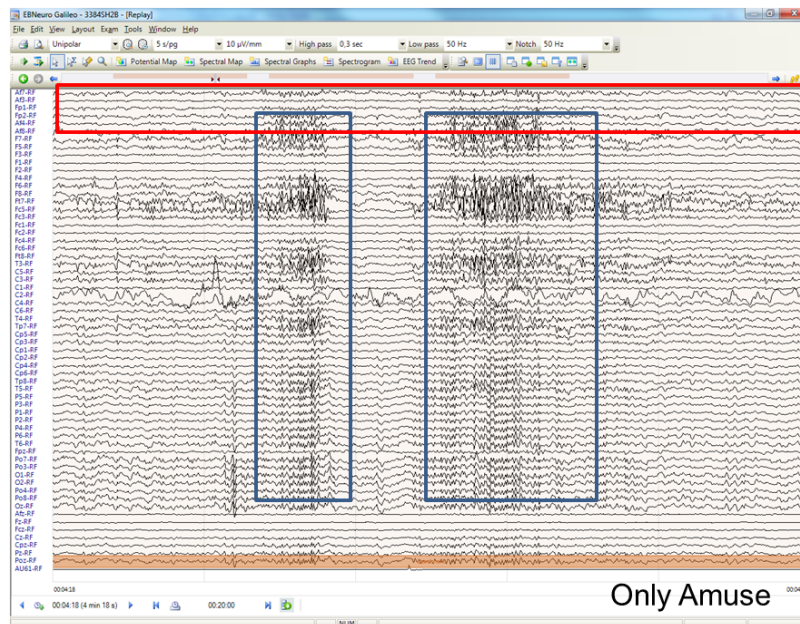 EBNeuro Galileo - 3384SH2B - [Replay]
File Edit View Layout Exam Tools Window Help
Unipolar 5 s/pg 10 µV/mm High pass 0,3 sec Low pass 50 Hz Notch 50 Hz
Potential Map Spectral Map Spectral Graphs Spectrogram EEG Trend
Af7-RF
Af3-RF
Fp1-RF
Fp2-RF
Af4-RF
Af8-RF
F7-RF
F5-RF
F3-RF
F1-RF
F2-RF
F4-RF
F6-RF
F8-RF
Ft7-RF
Fc5-RF
Fc3-RF
Fc1-RF
Fc2-RF
Fc4-RF
Fc6-RF
Ft8-RF
T3-RF
C5-RF
C3-RF
C1-RF
C2-RF
C4-RF
C6-RF
T4-RF
Tp7-RF
Cp5-RF
Cp3-RF
Cp1-RF
Cp2-RF
Cp4-RF
Cp6-RF
Tp8-RF
T5-RF
P5-RF
P3-RF
P1-RF
P2-RF
P4-RF
P6-RF
T6-RF
Fpz-RF
Po7-RF
Po3-RF
O1-RF
O2-RF
Po4-RF
Po8-RF
Oz-RF
Afz-RF
Fz-RF
Fcz-RF
Cz-RF
Cpz-RF
Pz-RF
Poz-RF
AU61-RF
00:04:18
Only Amuse
00:04:18 (4 min 18 s) 00:20:00
NUM